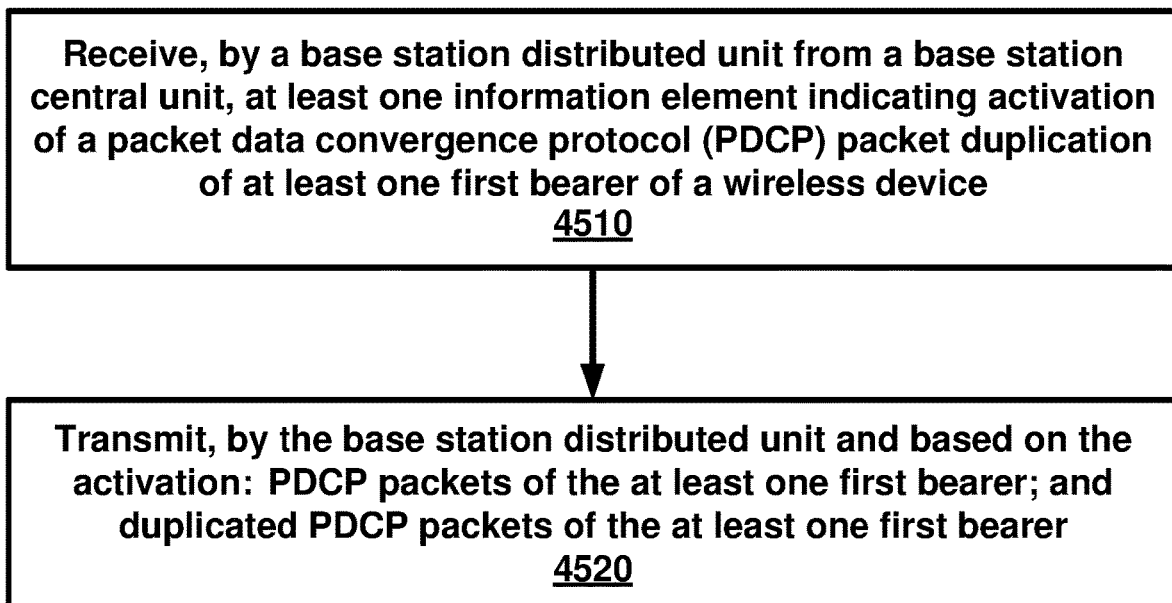 Receive, by a base station distributed unit from a base station
central unit, at least one information element indicating activation
of a packet data convergence protocol (PDCP) packet duplication
of at least one first bearer of a wireless device
4510
Transmit, by the base station distributed unit and based on the
activation: PDCP packets of the at least one first bearer; and
duplicated PDCP packets of the at least one first bearer
4520